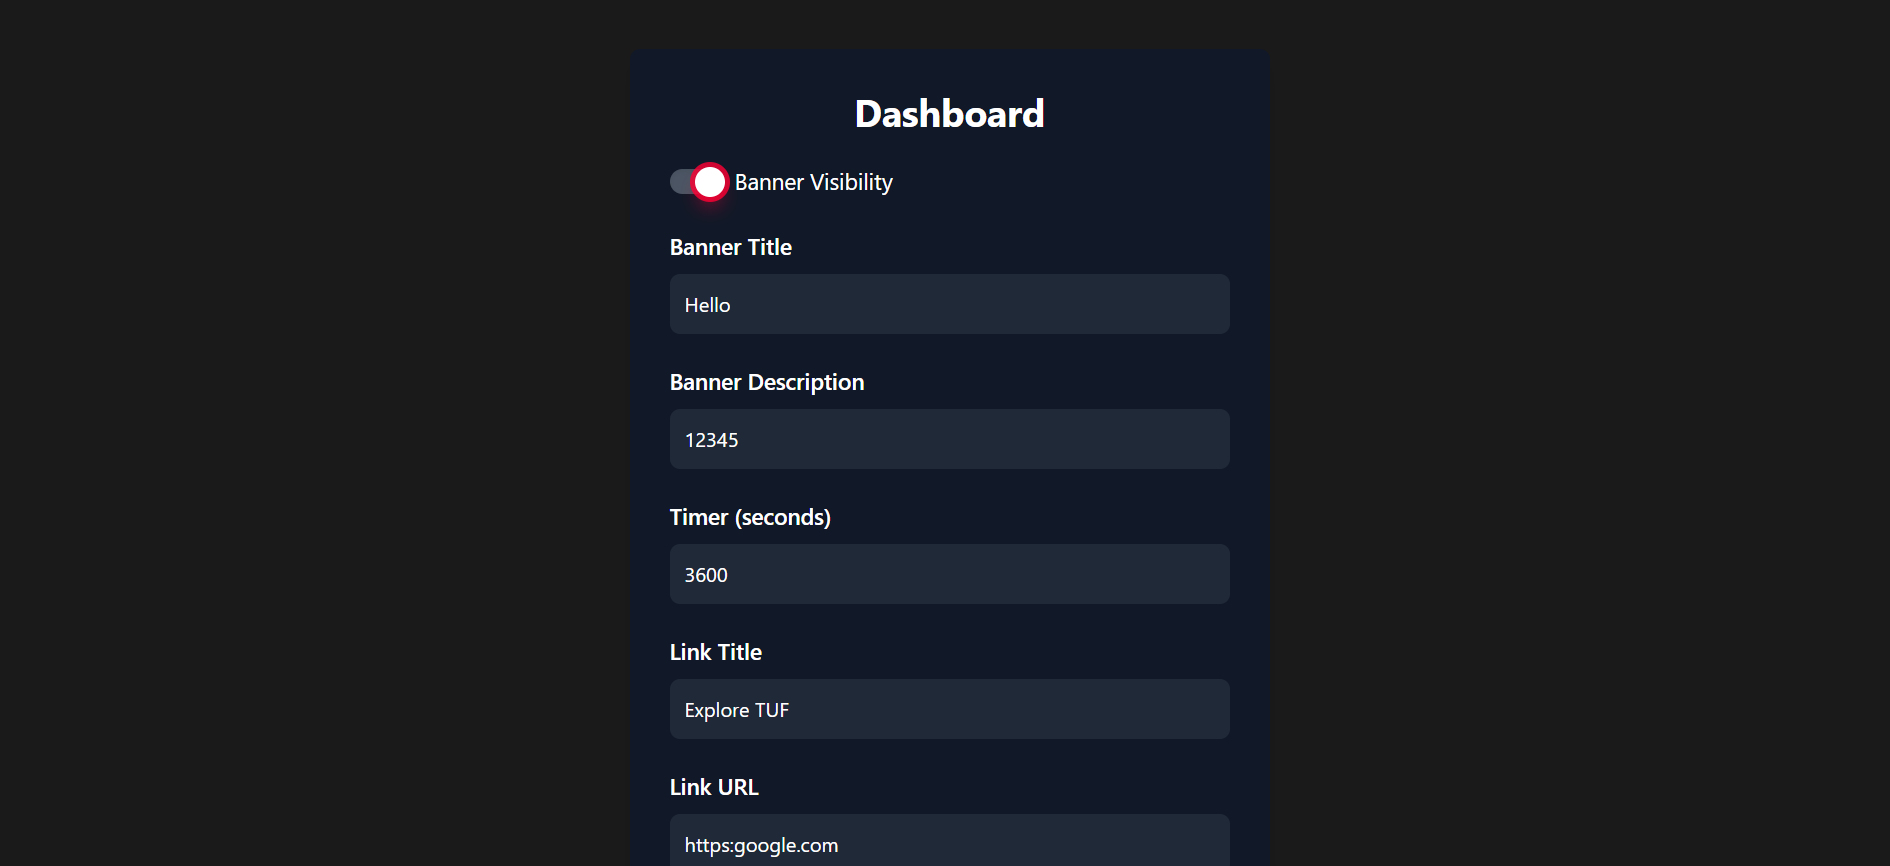 Dashboard
Banner Visibility
Banner Title
Hello
Banner Description
12345
Timer (seconds)
3600
Link Title
Explore TUF
Link URL
https:google.com